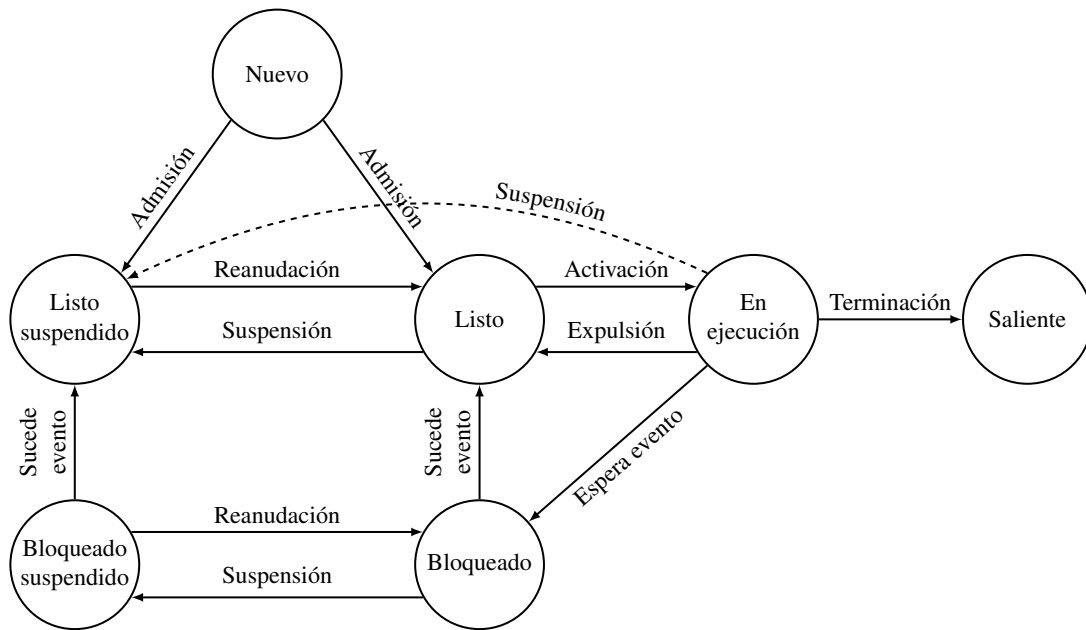 Nuevo
Admisión
Admisión
Suspensión
Listo
suspendido
Reanudación
Suspensión
Listo
Activación
Expulsión
En
ejecución
Terminación
Saliente
Sucede
evento
Sucede
evento
Espera evento
Bloqueado
suspendido
Reanudación
Suspensión
Bloqueado